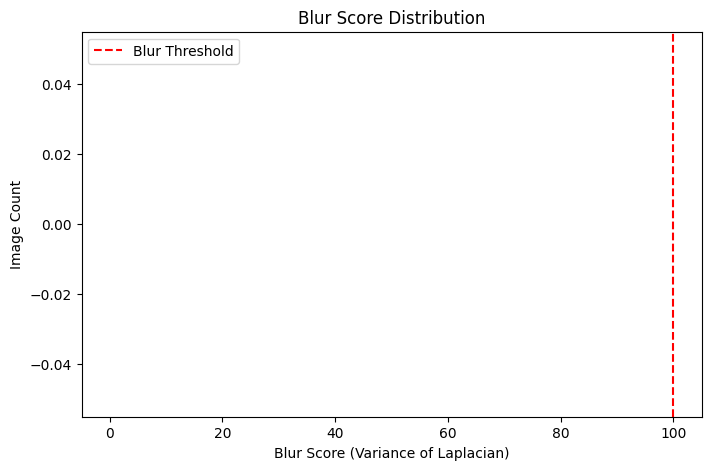 Blur Score Distribution
Blur Threshold
0.04
0.02
0.00
−0.02
−0.04
Image Count
0 20 40 60 80 100
Blur Score (Variance of Laplacian)